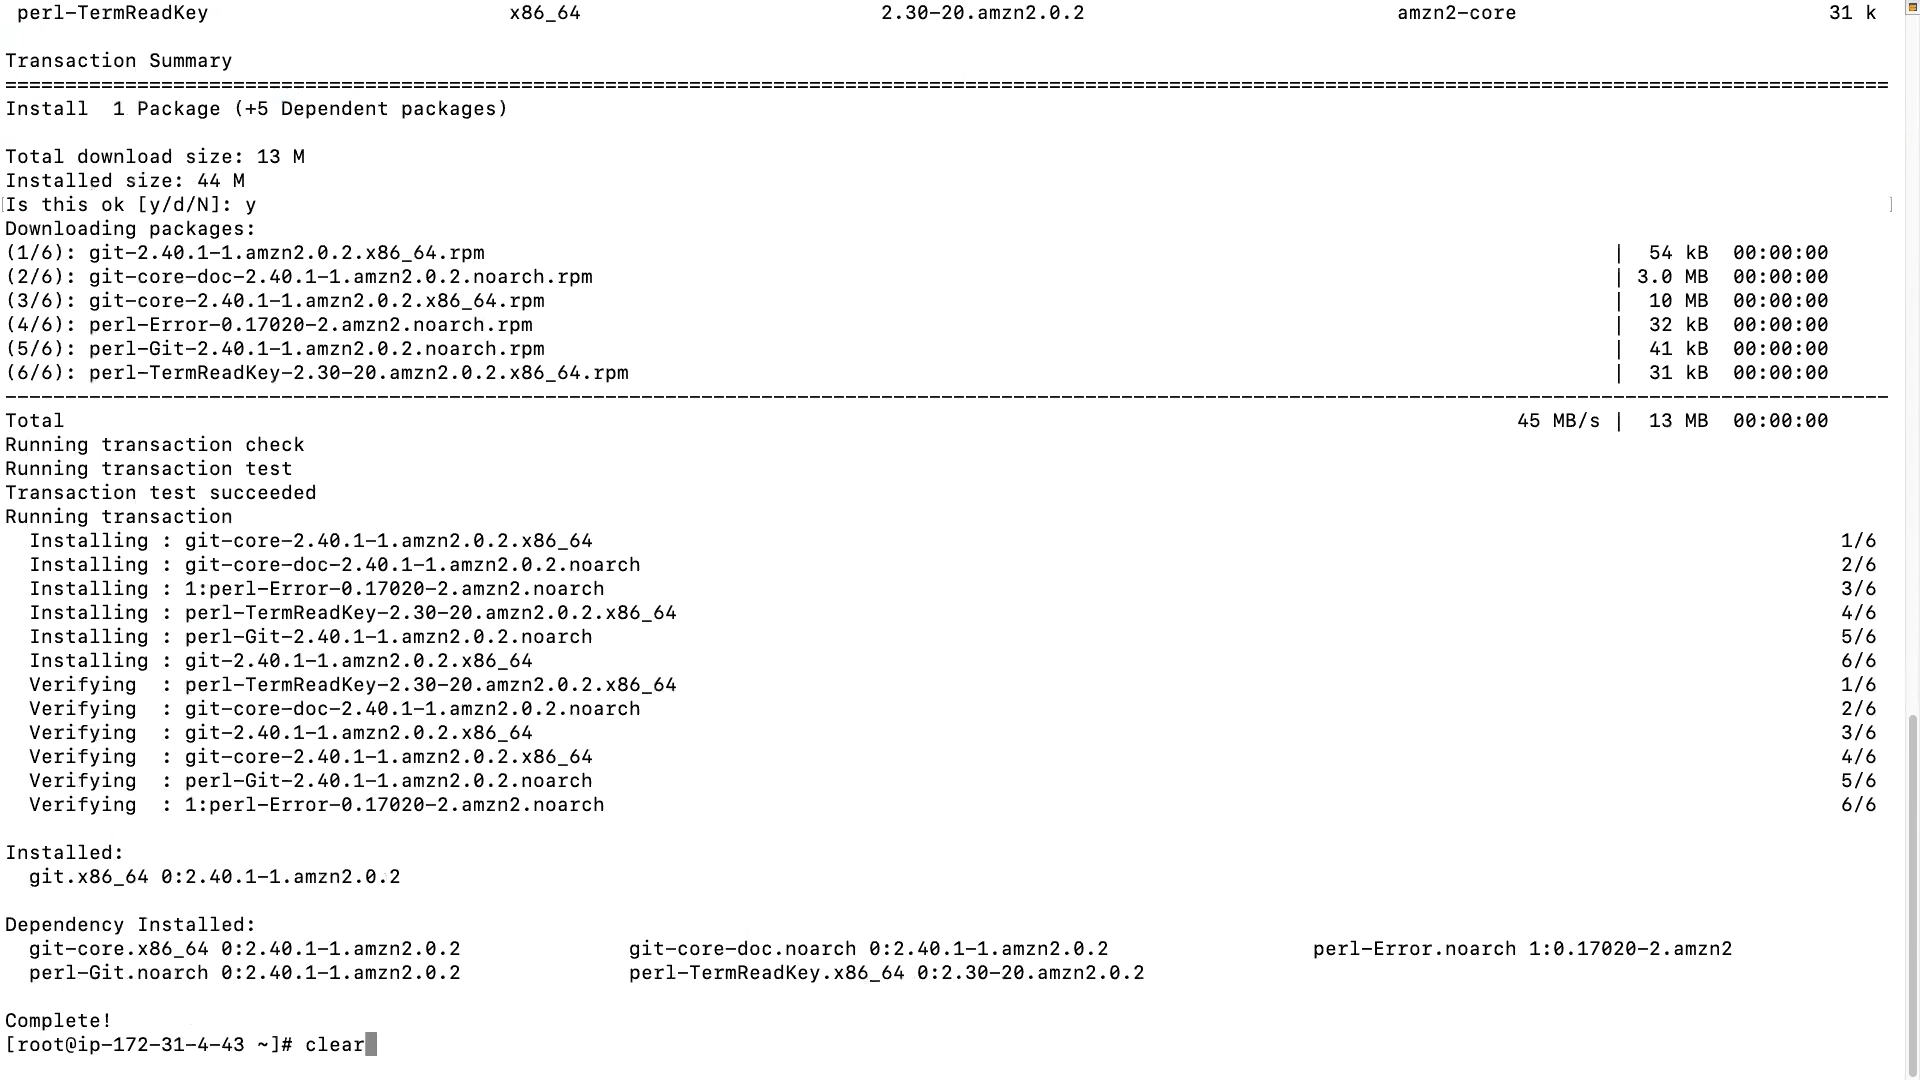 perl-TermReadKey x86_64 2.30-20.amzn2.0.2 amzn2-core 31 k
Transaction Summary
================================================================================
Install  1 Package (+5 Dependent packages)
Total download size: 13 M
Installed size: 44 M
Is this ok [y/d/N]: y
Downloading packages:
(1/6): git-2.40.1-1.amzn2.0.2.x86_64.rpm | 54 kB 00:00:00
(2/6): git-core-doc-2.40.1-1.amzn2.0.2.noarch.rpm | 3.0 MB 00:00:00
(3/6): git-core-2.40.1-1.amzn2.0.2.x86_64.rpm | 10 MB 00:00:00
(4/6): perl-Error-0.17020-2.amzn2.noarch.rpm | 32 kB 00:00:00
(5/6): perl-Git-2.40.1-1.amzn2.0.2.noarch.rpm | 41 kB 00:00:00
(6/6): perl-TermReadKey-2.30-20.amzn2.0.2.x86_64.rpm | 31 kB 00:00:00
--------------------------------------------------------------------------------
Total 45 MB/s | 13 MB 00:00:00
Running transaction check
Running transaction test
Transaction test succeeded
Running transaction
Installing : git-core-2.40.1-1.amzn2.0.2.x86_64 1/6
Installing : git-core-doc-2.40.1-1.amzn2.0.2.noarch 2/6
Installing : 1:perl-Error-0.17020-2.amzn2.noarch 3/6
Installing : perl-TermReadKey-2.30-20.amzn2.0.2.x86_64 4/6
Installing : perl-Git-2.40.1-1.amzn2.0.2.noarch 5/6
Installing : git-2.40.1-1.amzn2.0.2.x86_64 6/6
Verifying  : perl-TermReadKey-2.30-20.amzn2.0.2.x86_64 1/6
Verifying  : git-core-doc-2.40.1-1.amzn2.0.2.noarch 2/6
Verifying  : git-2.40.1-1.amzn2.0.2.x86_64 3/6
Verifying  : git-core-2.40.1-1.amzn2.0.2.x86_64 4/6
Verifying  : perl-Git-2.40.1-1.amzn2.0.2.noarch 5/6
Verifying  : 1:perl-Error-0.17020-2.amzn2.noarch 6/6
Installed:
git.x86_64 0:2.40.1-1.amzn2.0.2
Dependency Installed:
git-core.x86_64 0:2.40.1-1.amzn2.0.2 git-core-doc.noarch 0:2.40.1-1.amzn2.0.2 perl-Error.noarch 1:0.17020-2.amzn2
perl-Git.noarch 0:2.40.1-1.amzn2.0.2 perl-TermReadKey.x86_64 0:2.30-20.amzn2.0.2
Complete!
[root@ip-172-31-4-43 ~]# clear